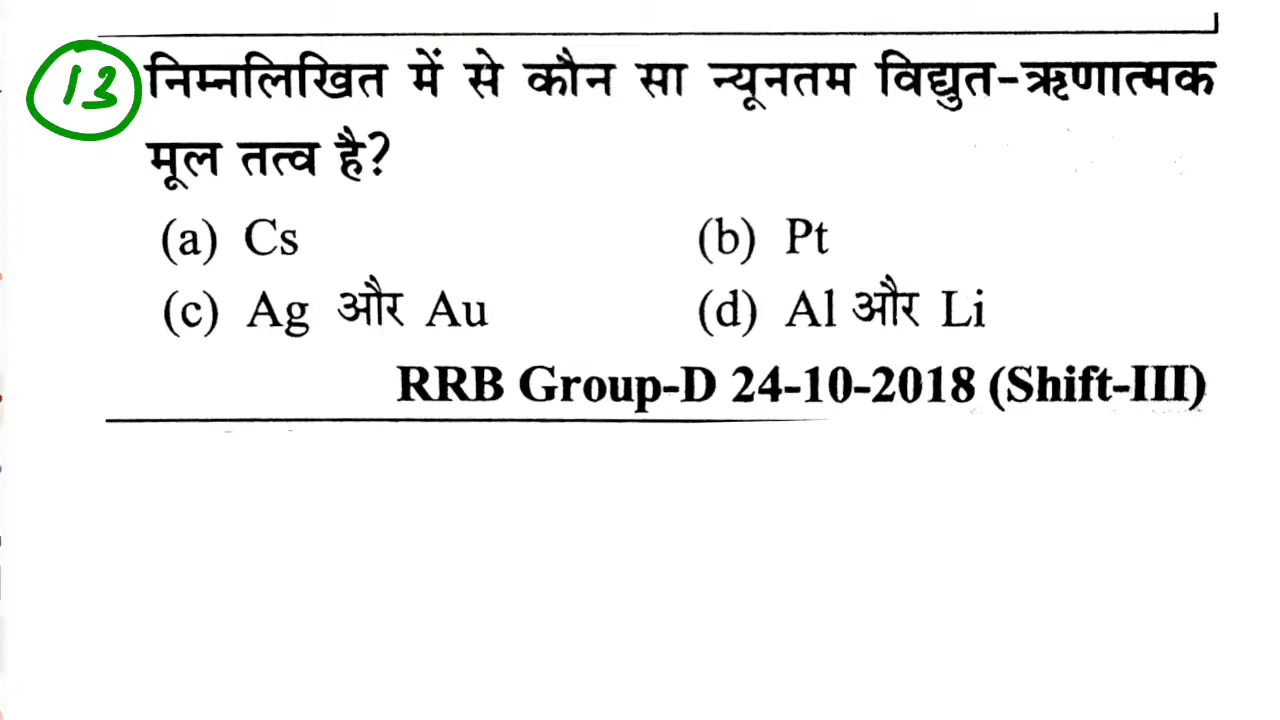 13 निम्नलिखित में से कौन सा न्यूनतम विद्युत-ऋणात्मक
मूल तत्व है?
(a) Cs (b) Pt
(c) Ag और Au (d) Al और Li
RRB Group-D 24-10-2018 (Shift-III)